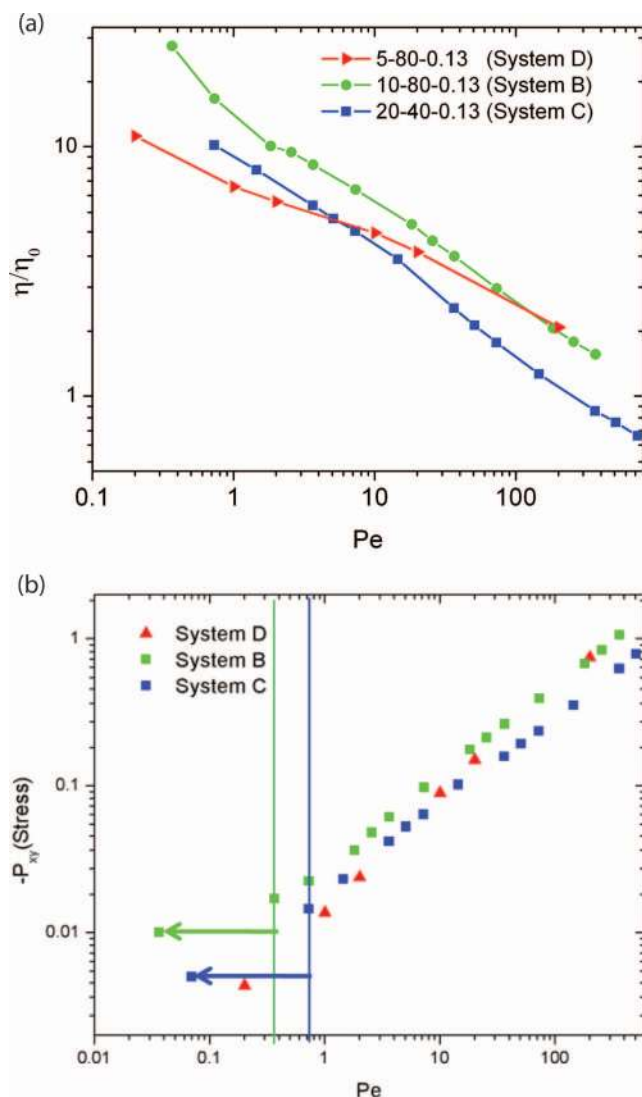 (a)
5-80-0.13 (System D)
10-80-0.13 (System B)
20-40-0.13 (System C)
10
1
η/η₀
0.1 1 10 100
Pe
(b)
System D
System B
System C
1
0.1
0.01
-Pxy(Stress)
0.01 0.1 1 10 100
Pe